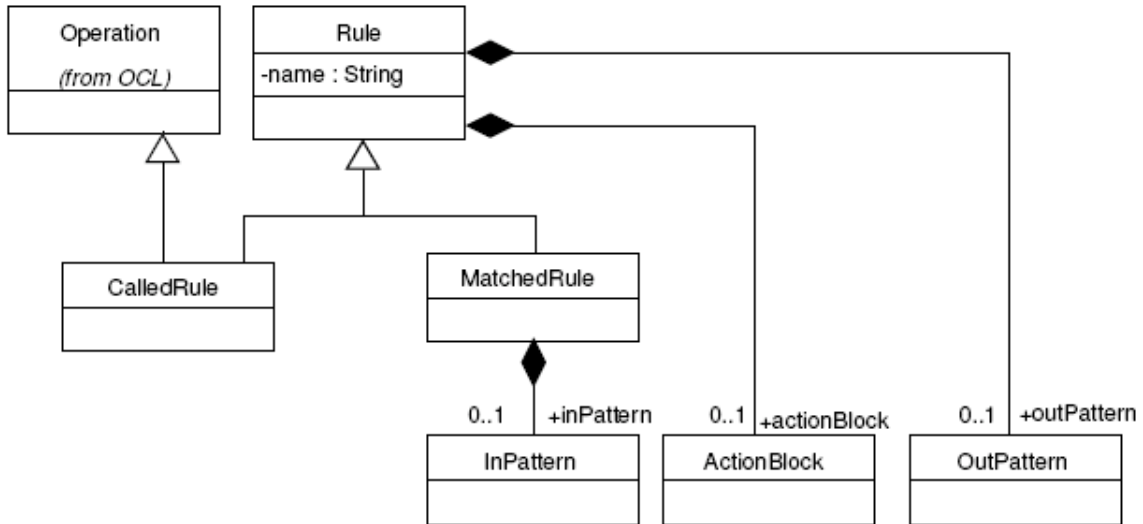 Operation
(from OCL)
Rule
-name : String
CalledRule
MatchedRule
0..1
+inPattern
0..1
+actionBlock
0..1
+outPattern
InPattern
ActionBlock
OutPattern